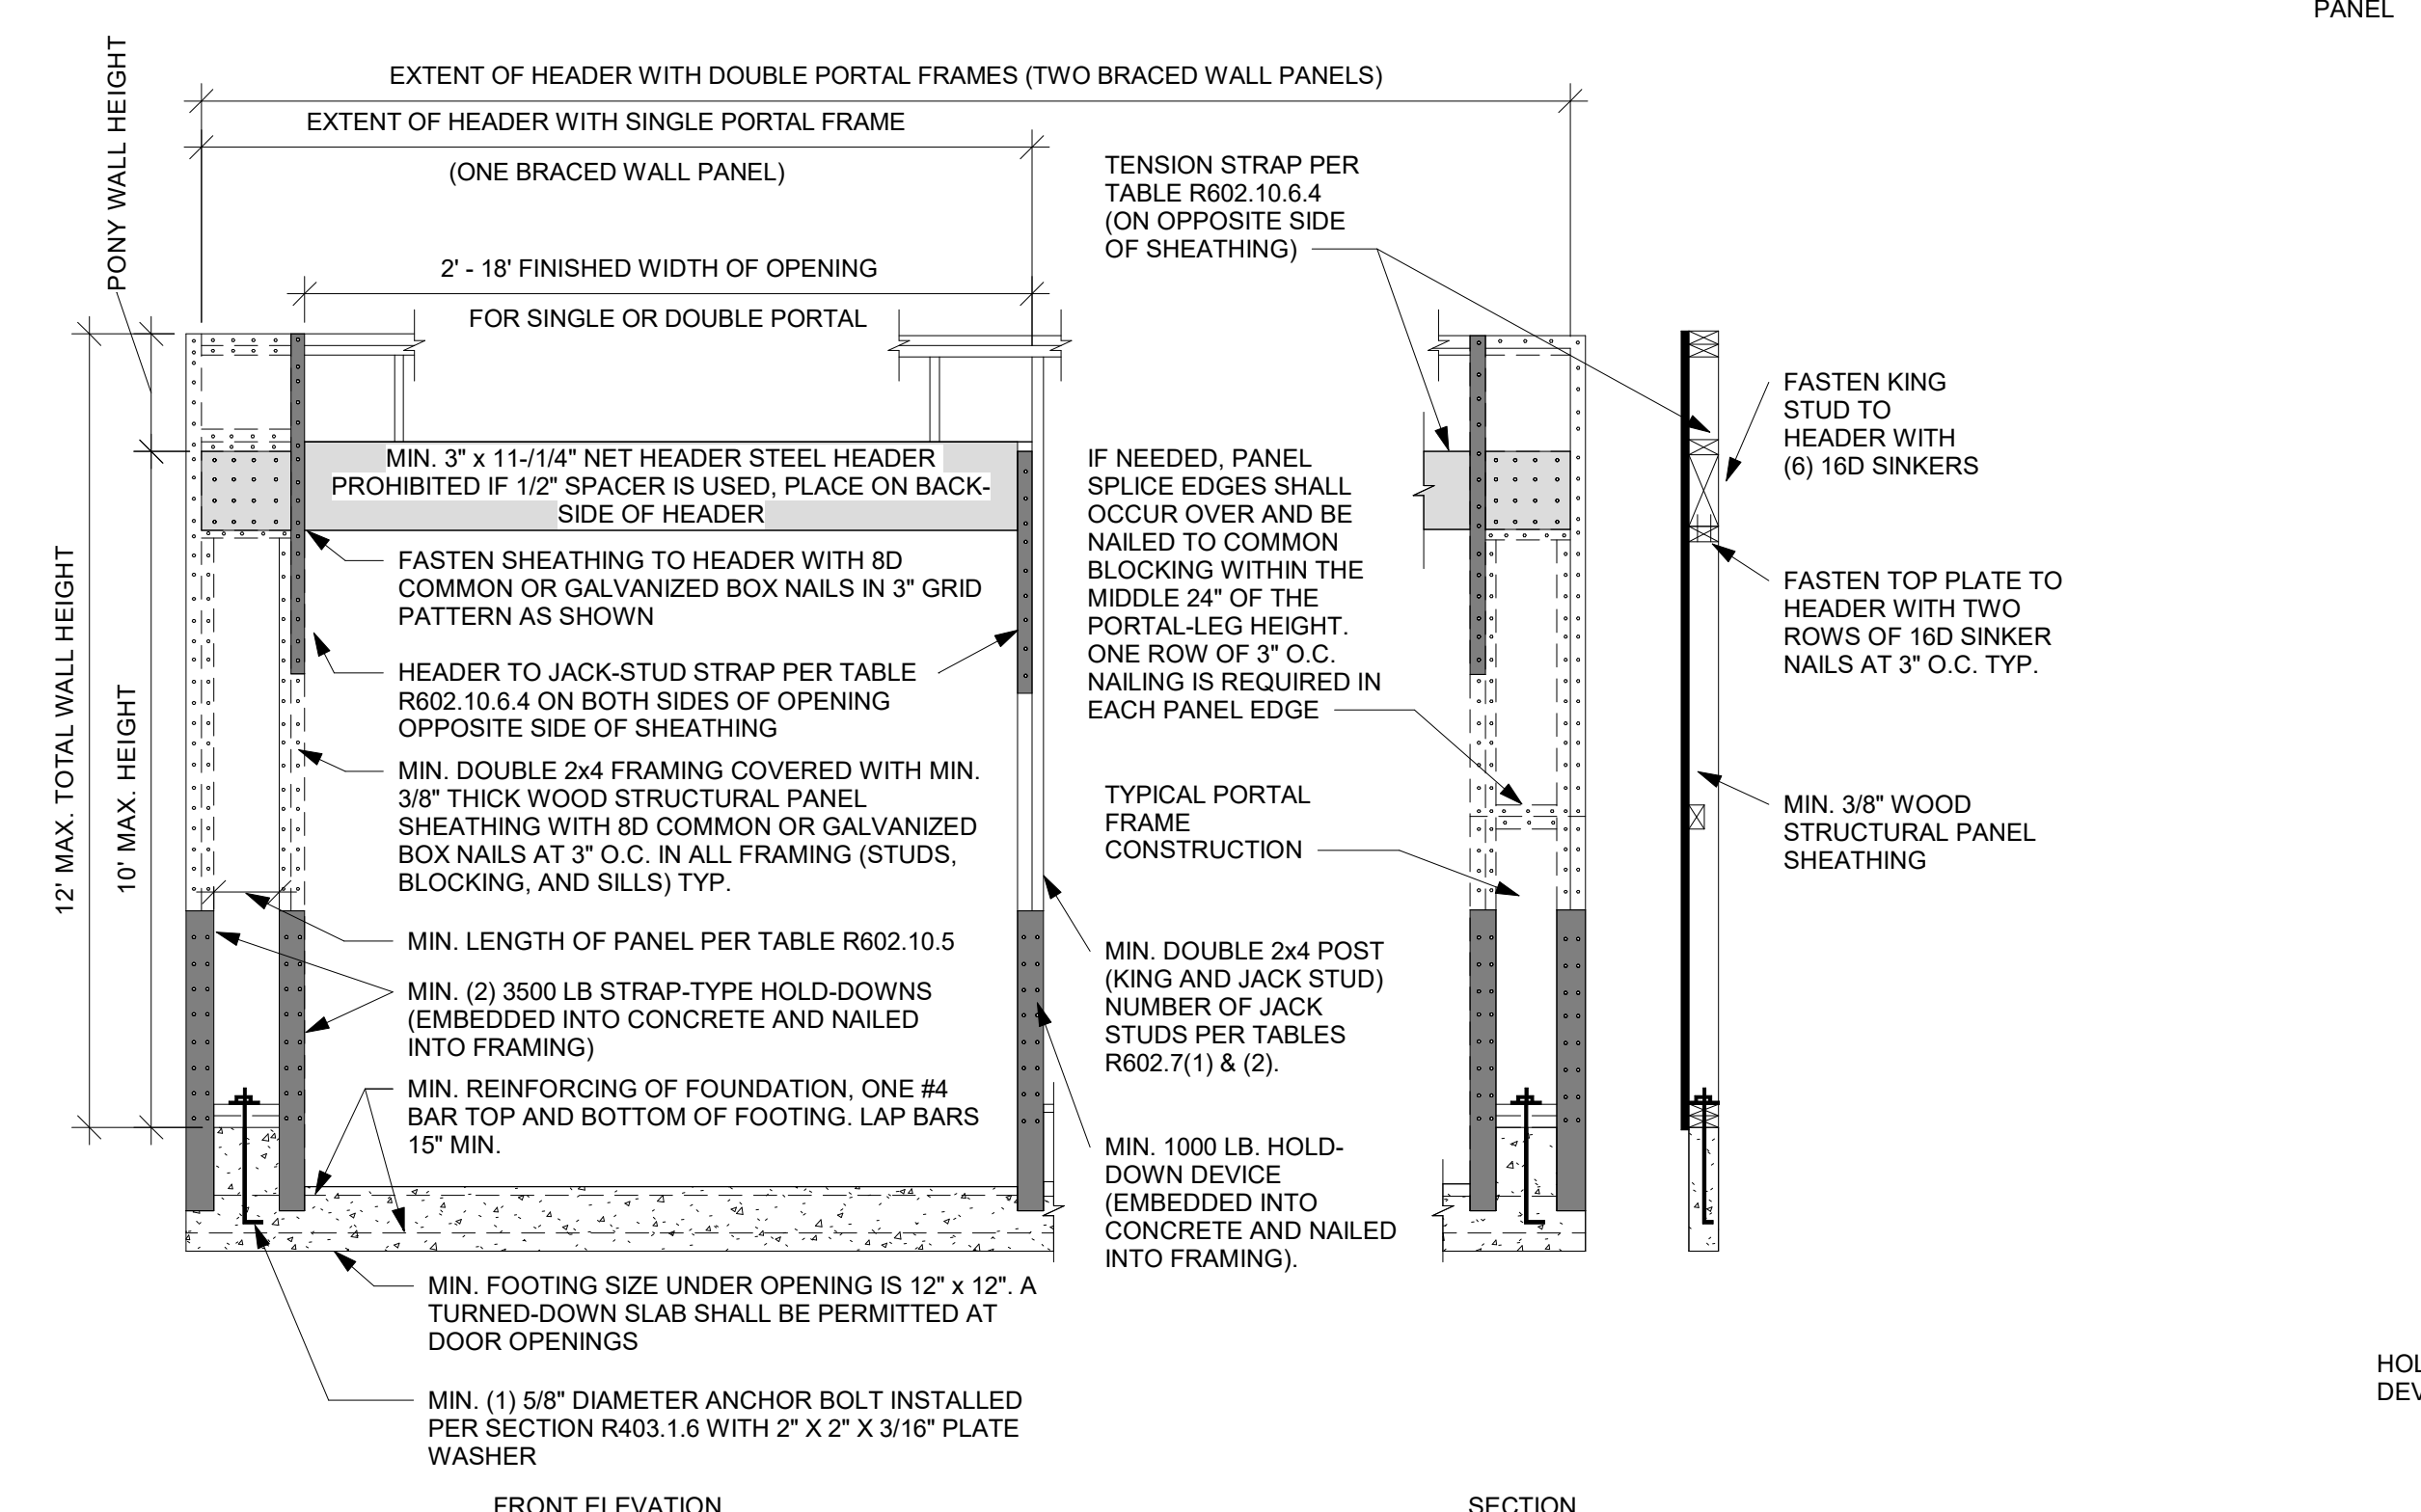 PANEL
EXTENT OF HEADER WITH DOUBLE PORTAL FRAMES (TWO BRACED WALL PANELS)
EXTENT OF HEADER WITH SINGLE PORTAL FRAME
(ONE BRACED WALL PANEL)
PONY WALL HEIGHT
2' - 18' FINISHED WIDTH OF OPENING
FOR SINGLE OR DOUBLE PORTAL
12' MAX. TOTAL WALL HEIGHT
10' MAX. HEIGHT
MIN. 3" x 11-/1/4" NET HEADER STEEL HEADER
PROHIBITED IF 1/2" SPACER IS USED, PLACE ON BACK-
SIDE OF HEADER
FASTEN SHEATHING TO HEADER WITH 8D
COMMON OR GALVANIZED BOX NAILS IN 3" GRID
PATTERN AS SHOWN
HEADER TO JACK-STUD STRAP PER TABLE
R602.10.6.4 ON BOTH SIDES OF OPENING
OPPOSITE SIDE OF SHEATHING
MIN. DOUBLE 2x4 FRAMING COVERED WITH MIN.
3/8" THICK WOOD STRUCTURAL PANEL
SHEATHING WITH 8D COMMON OR GALVANIZED
BOX NAILS AT 3" O.C. IN ALL FRAMING (STUDS,
BLOCKING, AND SILLS) TYP.
MIN. LENGTH OF PANEL PER TABLE R602.10.5
MIN. (2) 3500 LB STRAP-TYPE HOLD-DOWNS
(EMBEDDED INTO CONCRETE AND NAILED
INTO FRAMING)
MIN. REINFORCING OF FOUNDATION, ONE #4
BAR TOP AND BOTTOM OF FOOTING. LAP BARS
15" MIN.
MIN. FOOTING SIZE UNDER OPENING IS 12" x 12". A
TURNED-DOWN SLAB SHALL BE PERMITTED AT
DOOR OPENINGS
MIN. (1) 5/8" DIAMETER ANCHOR BOLT INSTALLED
PER SECTION R403.1.6 WITH 2" X 2" X 3/16" PLATE
WASHER
FRONT ELEVATION
TENSION STRAP PER
TABLE R602.10.6.4
(ON OPPOSITE SIDE
OF SHEATHING)
IF NEEDED, PANEL
SPLICE EDGES SHALL
OCCUR OVER AND BE
NAILED TO COMMON
BLOCKING WITHIN THE
MIDDLE 24" OF THE
PORTAL-LEG HEIGHT.
ONE ROW OF 3" O.C.
NAILING IS REQUIRED IN
EACH PANEL EDGE
TYPICAL PORTAL
FRAME
CONSTRUCTION
MIN. DOUBLE 2x4 POST
(KING AND JACK STUD)
NUMBER OF JACK
STUDS PER TABLES
R602.7(1) & (2).
MIN. 1000 LB. HOLD-
DOWN DEVICE
(EMBEDDED INTO
CONCRETE AND NAILED
INTO FRAMING).
SECTION
FASTEN KING
STUD TO
HEADER WITH
(6) 16D SINKERS
FASTEN TOP PLATE TO
HEADER WITH TWO
ROWS OF 16D SINKER
NAILS AT 3" O.C. TYP.
MIN. 3/8" WOOD
STRUCTURAL PANEL
SHEATHING